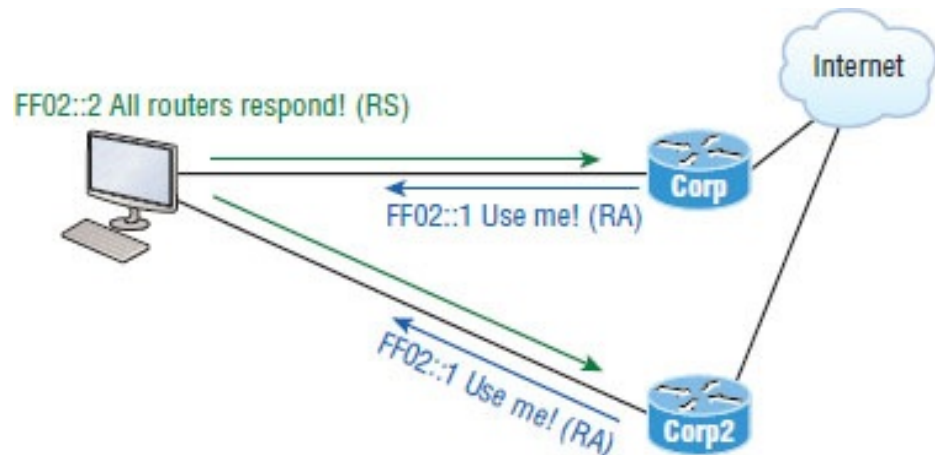 Internet
FF02::2 All routers respond! (RS)
Corp
FF02::1 Use me! (RA)
FF02::1 Use me! (RA)
Corp2